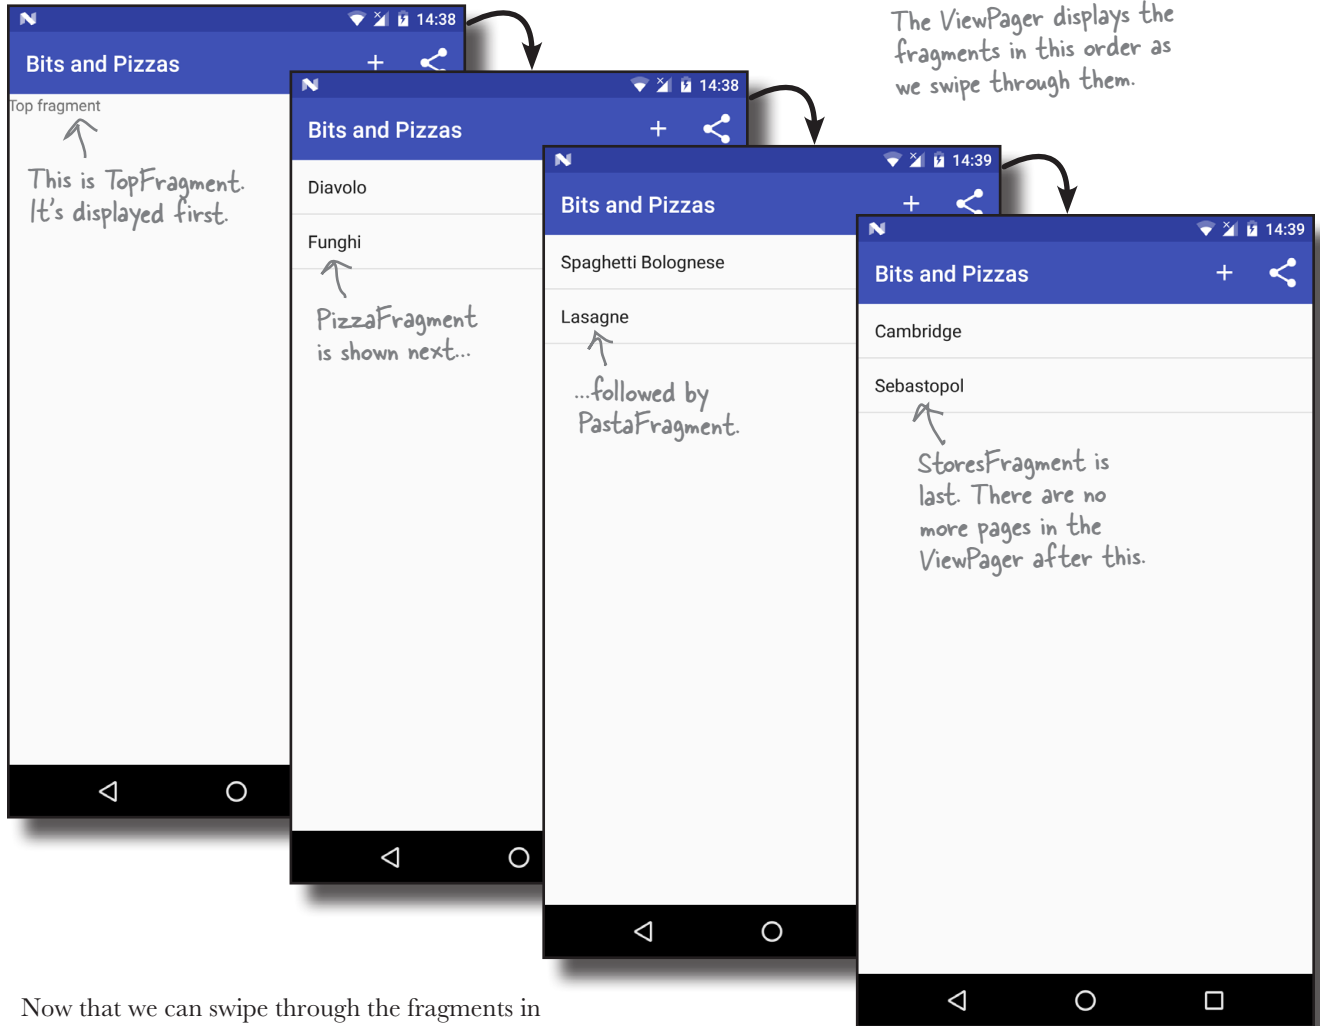 14:38
Bits and Pizzas
Top fragment
This is TopFragment.
It's displayed first.
14:38
Bits and Pizzas
Diavolo
Funghi
PizzaFragment
is shown next...
14:39
Bits and Pizzas
Spaghetti Bolognese
Lasagne
...followed by
PastaFragment.
The ViewPager displays the
fragments in this order as
we swipe through them.
14:39
Bits and Pizzas
Cambridge
Sebastopol
StoresFragment is
last. There are no
more pages in the
ViewPager after this.
Now that we can swipe through the fragments in